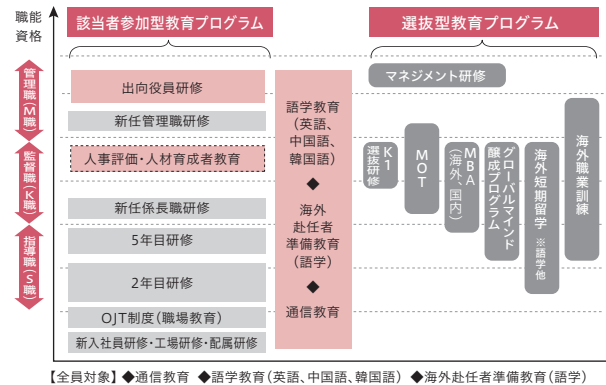 職能
資格
該当者参加型教育プログラム
選抜型教育プログラム
管理職(M職)
監督職(K職)
指導職(S職)
出向役員研修
新任管理職研修
人事評価・人材育成者教育
新任係長職研修
5年目研修
2年目研修
OJT制度(職場教育)
新入社員研修・工場研修・配属研修
語学教育
(英語、
中国語、
韓国語)
◆
海外
赴任者
準備教育
(語学)
◆
通信教育
マネジメント研修
K1
選抜研修
MOT
MBA
(海外、国内)
グローバルマインド
醸成プログラム
海外短期留学 ※語学他
海外職業訓練
【全員対象】◆通信教育 ◆語学教育(英語、中国語、韓国語) ◆海外赴任者準備教育(語学)